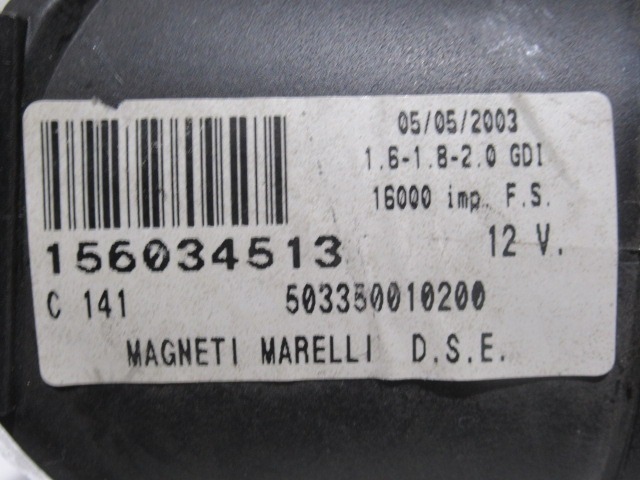 05/05/2003
1.6-1.8-2.0 GDI
16000 imp. F.S.
12 V.
156034513
C 141 503350010200
MAGNETI MARELLI D.S.E.